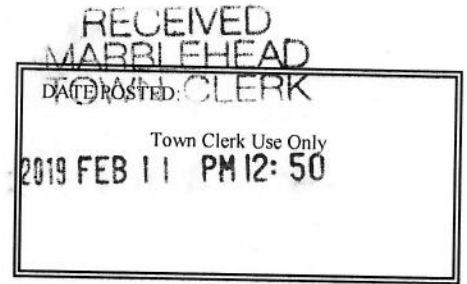 RECEIVED
MARBLEHEAD
TOWN CLERK
DATE POSTED:
Town Clerk Use Only
2019 FEB 11 PM 12: 50